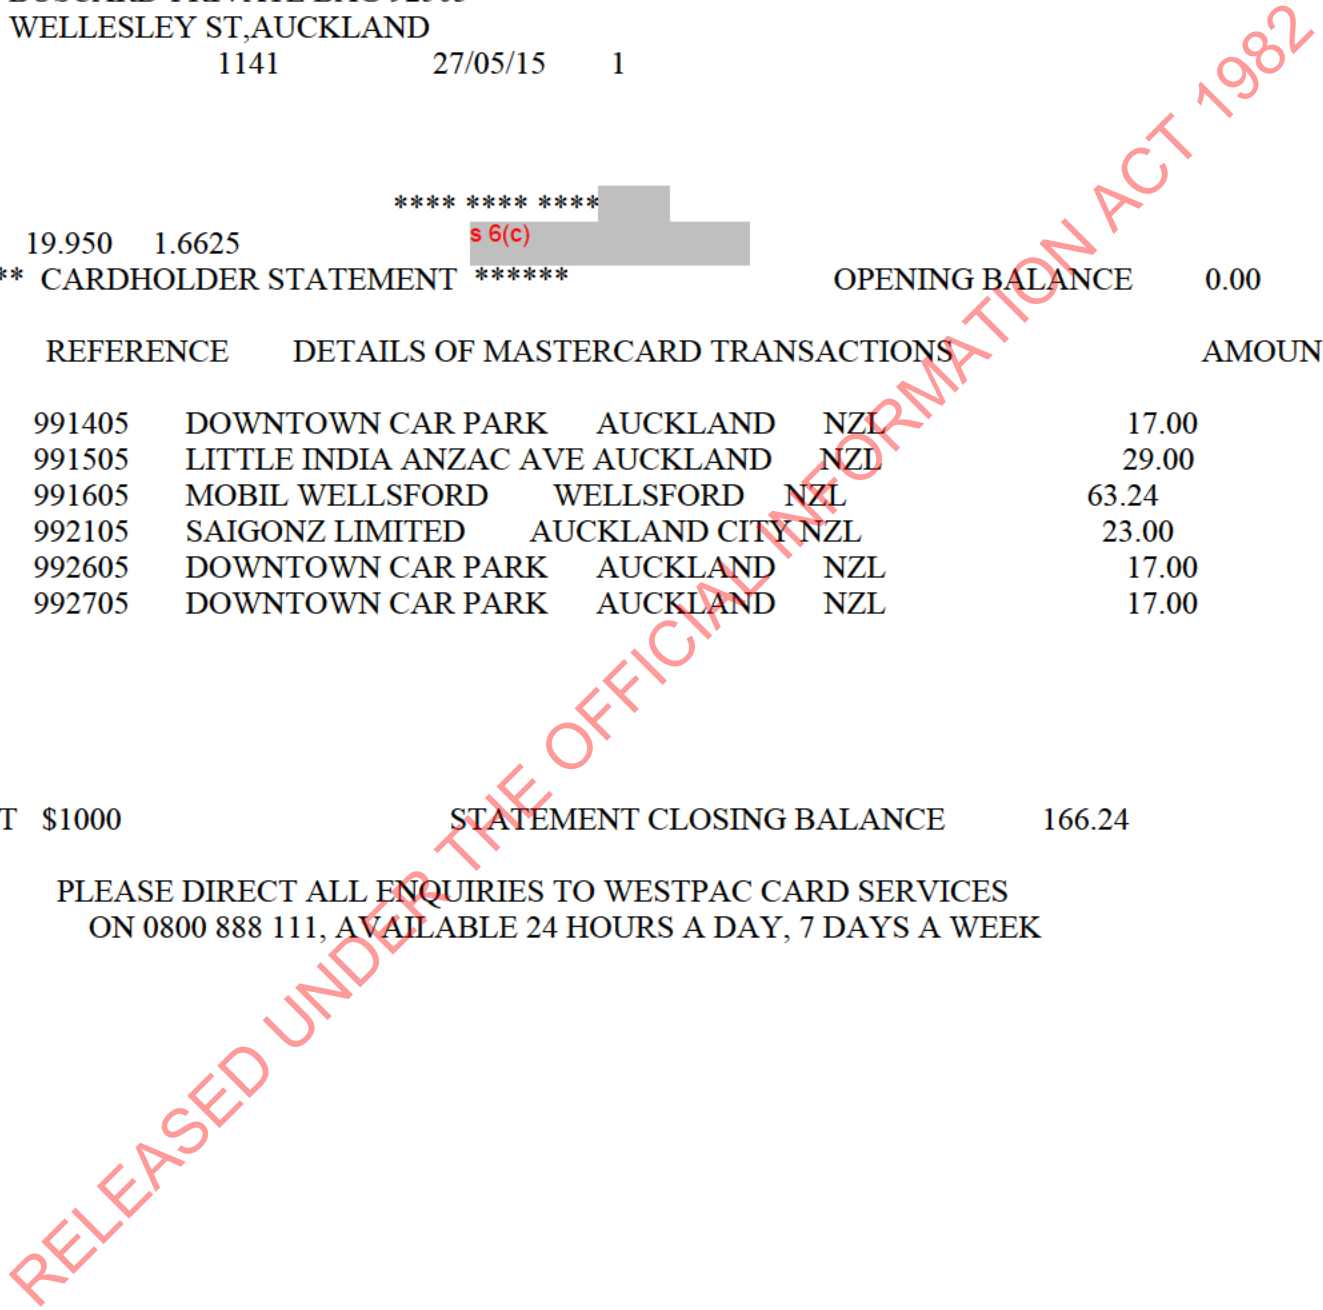 WELLESLEY ST,AUCKLAND
1141 27/05/15 1
**** **** ****
s 6(c)
19.950 1.6625
** CARDHOLDER STATEMENT ****** OPENING BALANCE 0.00
REFERENCE DETAILS OF MASTERCARD TRANSACTIONS AMOUN
991405 DOWNTOWN CAR PARK AUCKLAND NZL 17.00
991505 LITTLE INDIA ANZAC AVE AUCKLAND NZL 29.00
991605 MOBIL WELLSFORD WELLSFORD NZL 63.24
992105 SAIGONZ LIMITED AUCKLAND CITY NZL 23.00
992605 DOWNTOWN CAR PARK AUCKLAND NZL 17.00
992705 DOWNTOWN CAR PARK AUCKLAND NZL 17.00
T $1000 STATEMENT CLOSING BALANCE 166.24
PLEASE DIRECT ALL ENQUIRIES TO WESTPAC CARD SERVICES
ON 0800 888 111, AVAILABLE 24 HOURS A DAY, 7 DAYS A WEEK
RELEASED UNDER THE OFFICIAL INFORMATION ACT 1982